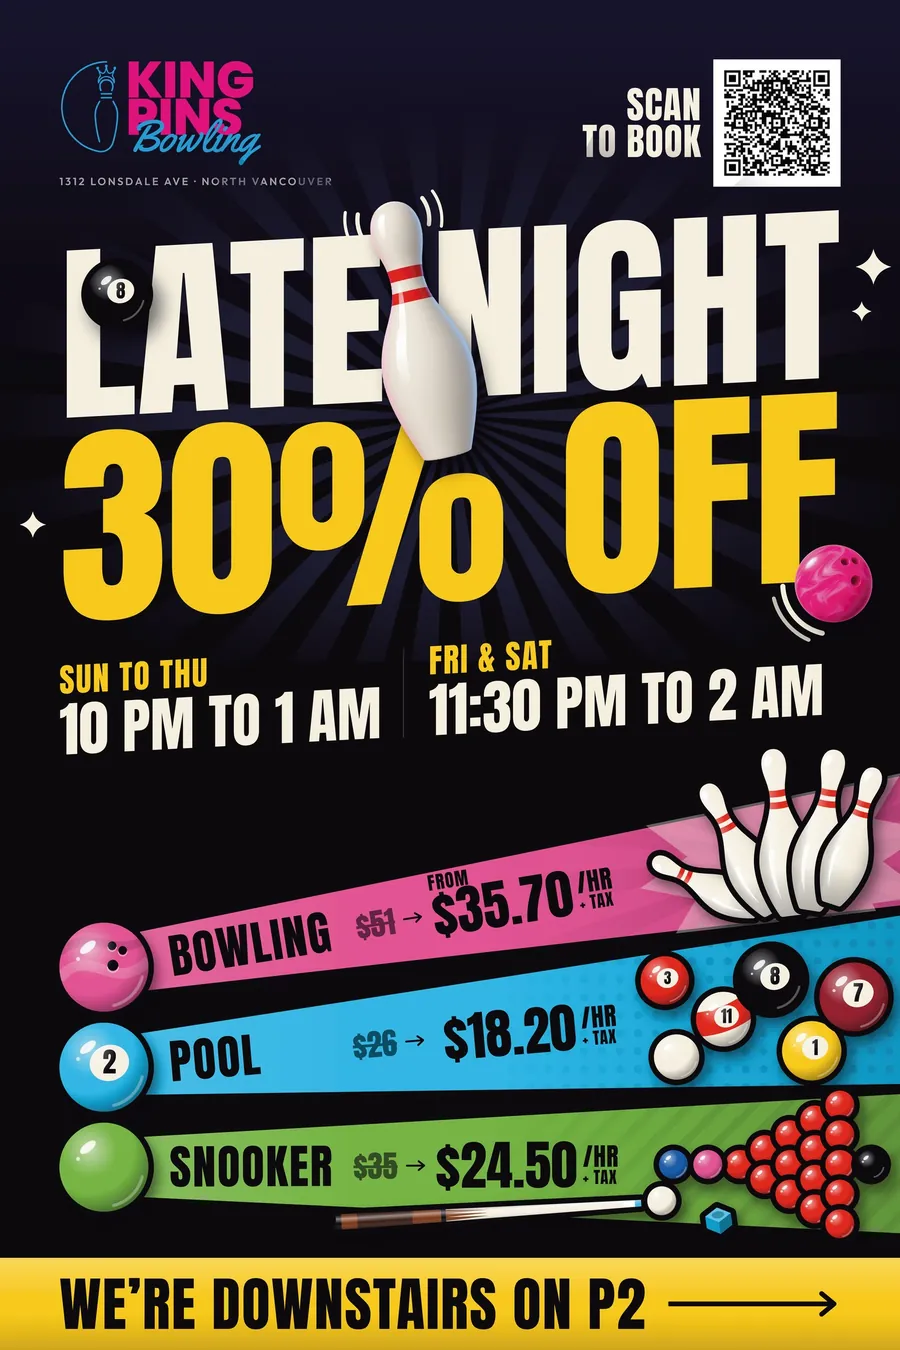 KING
PINS
Bowling
1312 LONSDALE AVE · NORTH VANCOUVER
SCAN
TO BOOK
LATE NIGHT
8
30% OFF
SUN TO THU
10 PM TO 1 AM
FRI & SAT
11:30 PM TO 2 AM
BOWLING $51 → FROM $35.70 /HR + TAX
2 POOL $26 → $18.20 /HR + TAX
3
8
7
11
1
SNOOKER $35 → $24.50 /HR + TAX
WE'RE DOWNSTAIRS ON P2 →